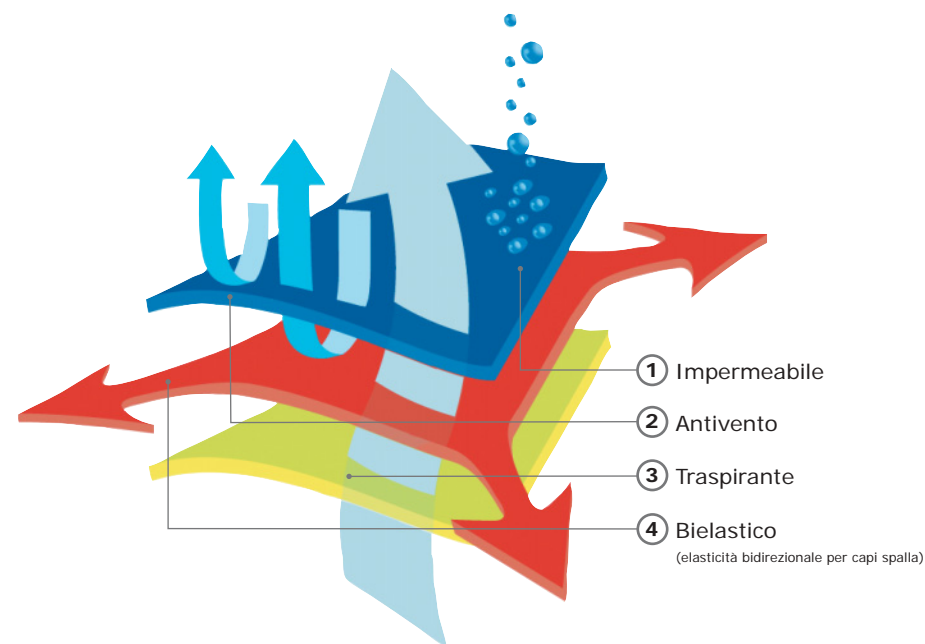 1 Impermeabile
2 Antivento
3 Traspirante
4 Bielastico
(elasticità bidirezionale per capi spalla)